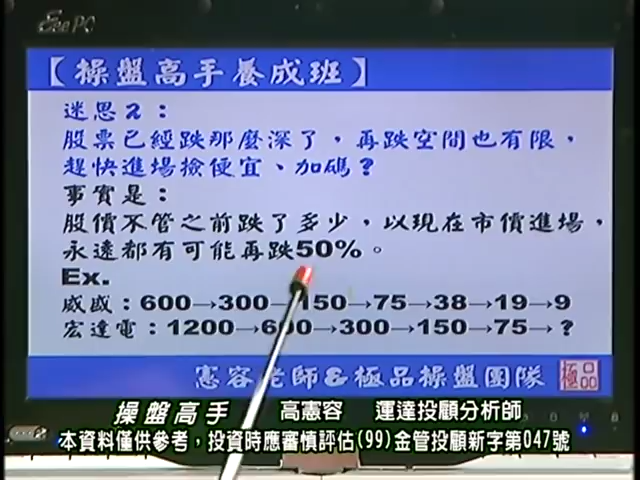 Eee PC
【操盤高手養成班】
迷思2：
股票已經跌那麼深了，再跌空間也有限，
趕快進場撿便宜、加碼？
事實是：
股價不管之前跌了多少，以現在市價進場，
永遠都有可能再跌50%。
Ex.
威盛：600→300→150→75→38→19→9
宏達電：1200→600→300→150→75→？
憲容老師&極品操盤團隊 極品
操盤高手 高憲容 運達投顧分析師
本資料僅供參考，投資時應審慎評估(99)金管投顧新字第047號